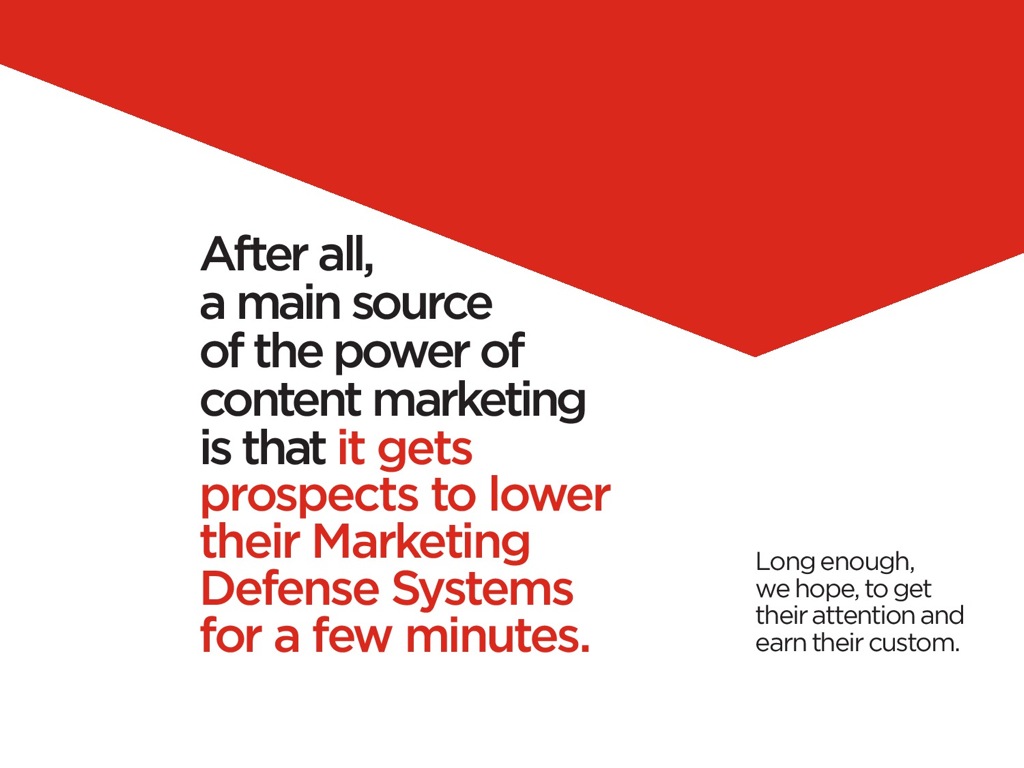 After all,
a main source
of the power of
content marketing
is that it gets
prospects to lower
their Marketing
Defense Systems
for a few minutes.
Long enough,
we hope, to get
their attention and
earn their custom.